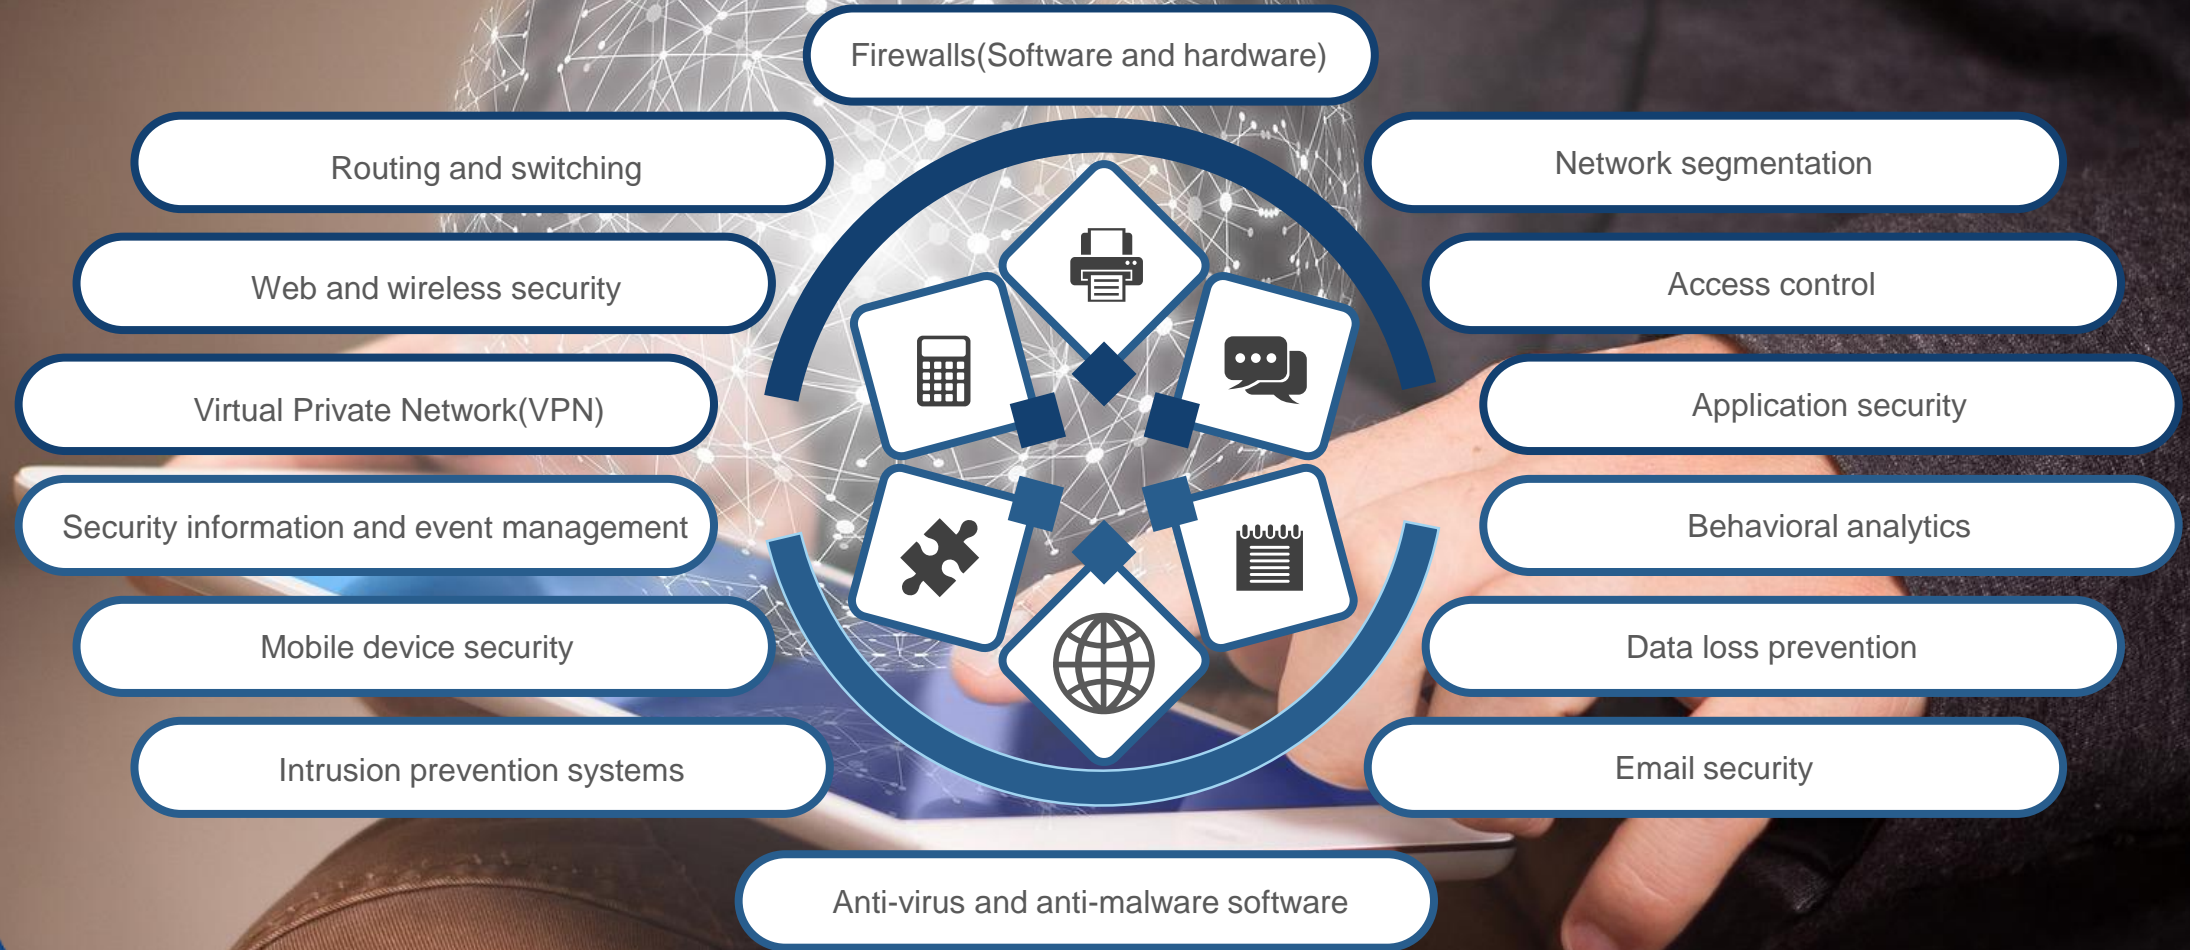 Firewalls(Software and hardware)
Routing and switching
Network segmentation
Web and wireless security
Access control
Virtual Private Network(VPN)
Application security
Security information and event management
Behavioral analytics
Mobile device security
Data loss prevention
Intrusion prevention systems
Email security
Anti-virus and anti-malware software